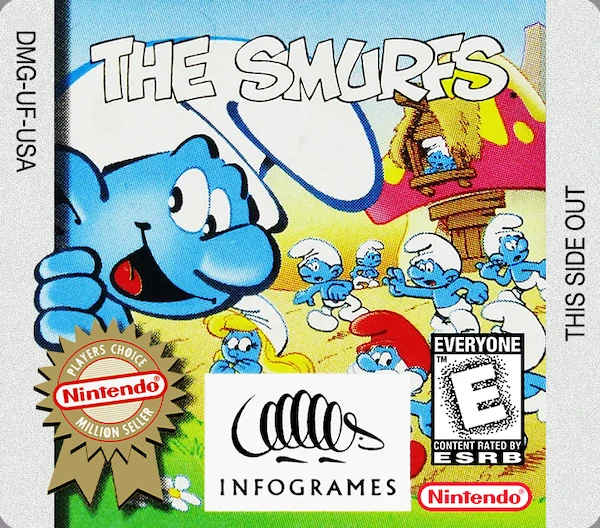 THE SMURFS
DMG-UF-USA
THIS SIDE OUT
PLAYERS CHOICE
Nintendo®
MILLION SELLER
INFOGRAMES
EVERYONE
TM
E
CONTENT RATED BY
ESRB
Nintendo®